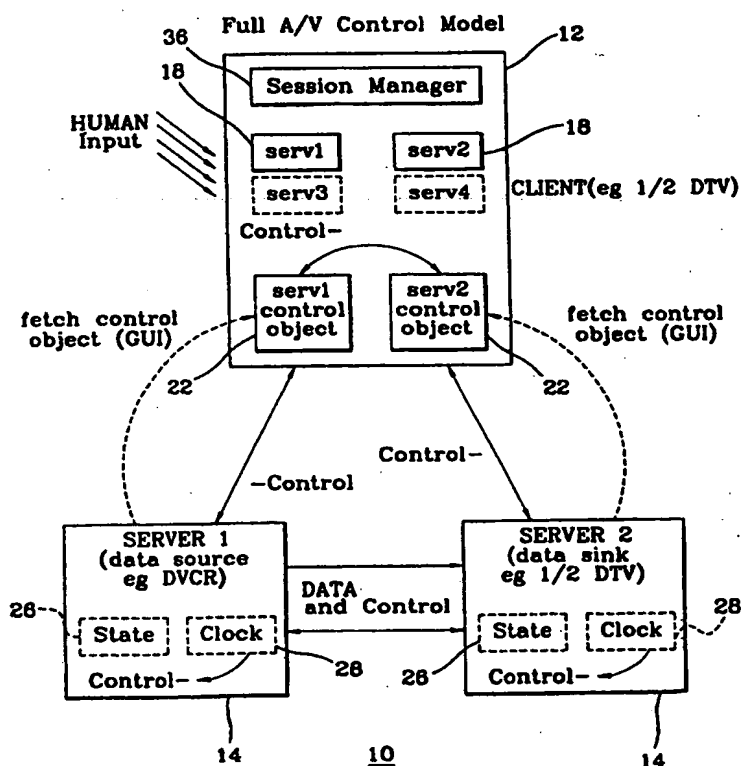 Full A/V Control Model
36
12
Session Manager
18
18
HUMAN
Input
serv1
serv2
serv3
serv4
CLIENT(eg 1/2 DTV)
Control-
serv1
control
object
serv2
control
object
fetch control
object (GUI)
fetch control
object (GUI)
22
22
-Control
Control-
SERVER 1
(data source
eg DVCR)
SERVER 2
(data sink
eg 1/2 DTV)
DATA
and Control
26
State
Clock
28
Control-
26
State
Clock
28
Control-
14
10
14